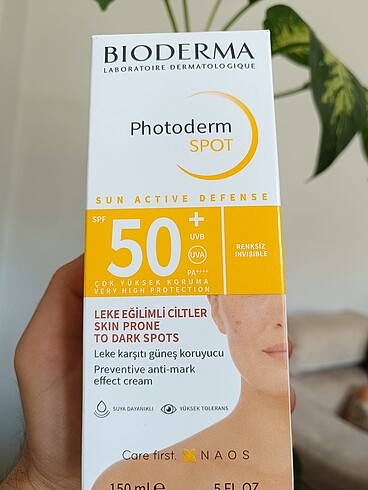 BIODERMA
LABORATOIRE DERMATOLOGIQUE
Photoderm
SPOT
SUN ACTIVE DEFENSE
SPF
50+
UVB
UVA
PA++++
RENKSİZ
INVISIBLE
ÇOK YÜKSEK KORUMA
VERY HIGH PROTECTION
LEKE EĞİLİMLİ CİLTLER
SKIN PRONE
TO DARK SPOTS
Leke karşıtı güneş koruyucu
Preventive anti-mark
effect cream
SUYA DAYANIKLI
YÜKSEK TOLERANS
Care first. NAOS
150 ml e 5 FL.OZ